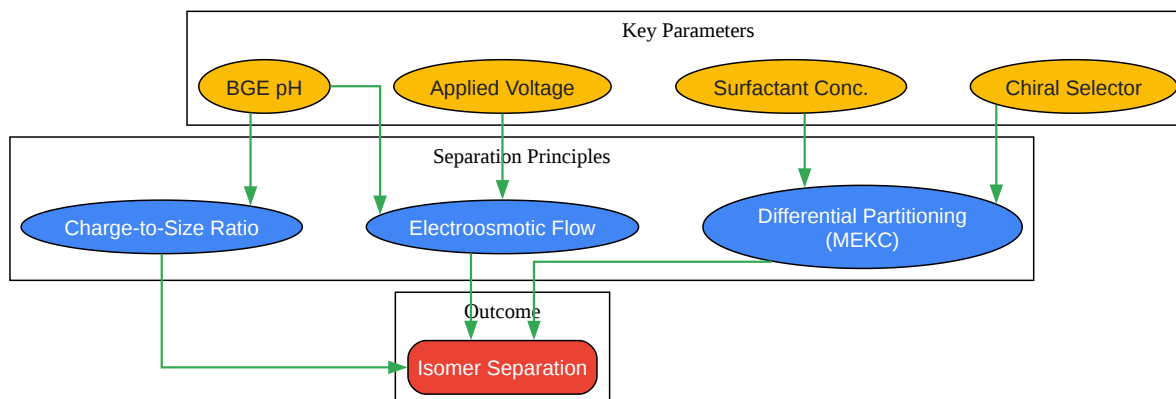 Key Parameters
BGE pH
Applied Voltage
Surfactant Conc.
Chiral Selector
Separation Principles
Charge-to-Size Ratio
Electroosmotic Flow
Differential Partitioning
(MEKC)
Outcome
Isomer Separation